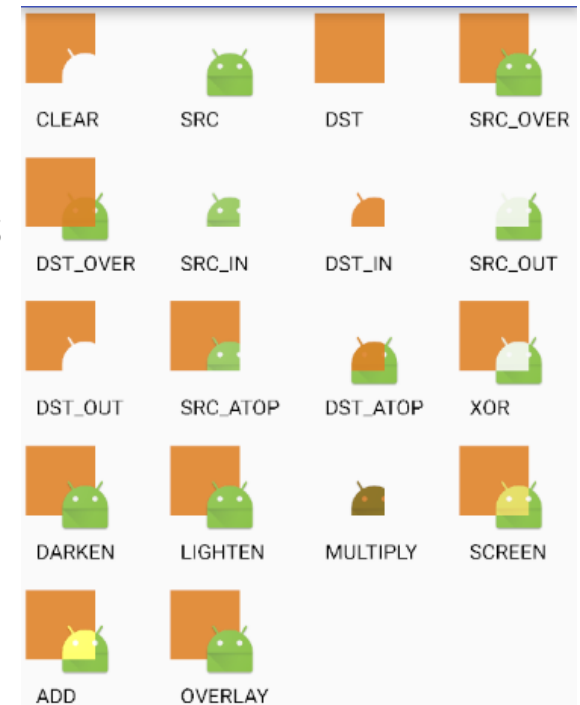 CLEAR SRC DST SRC_OVER
DST_OVER SRC_IN DST_IN SRC_OUT
DST_OUT SRC_ATOP DST_ATOP XOR
DARKEN LIGHTEN MULTIPLY SCREEN
ADD OVERLAY